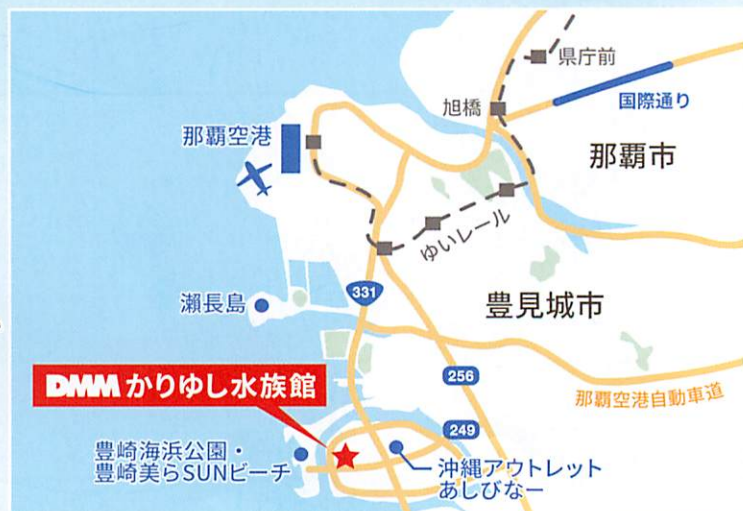 県庁前
旭橋
国際通り
那覇空港
那覇市
ゆいレール
瀬長島
331
豊見城市
DMM かりゆし水族館
256
那覇空港自動車道
249
豊崎海浜公園・
豊崎美らSUNビーチ
沖縄アウトレット
あしびなー